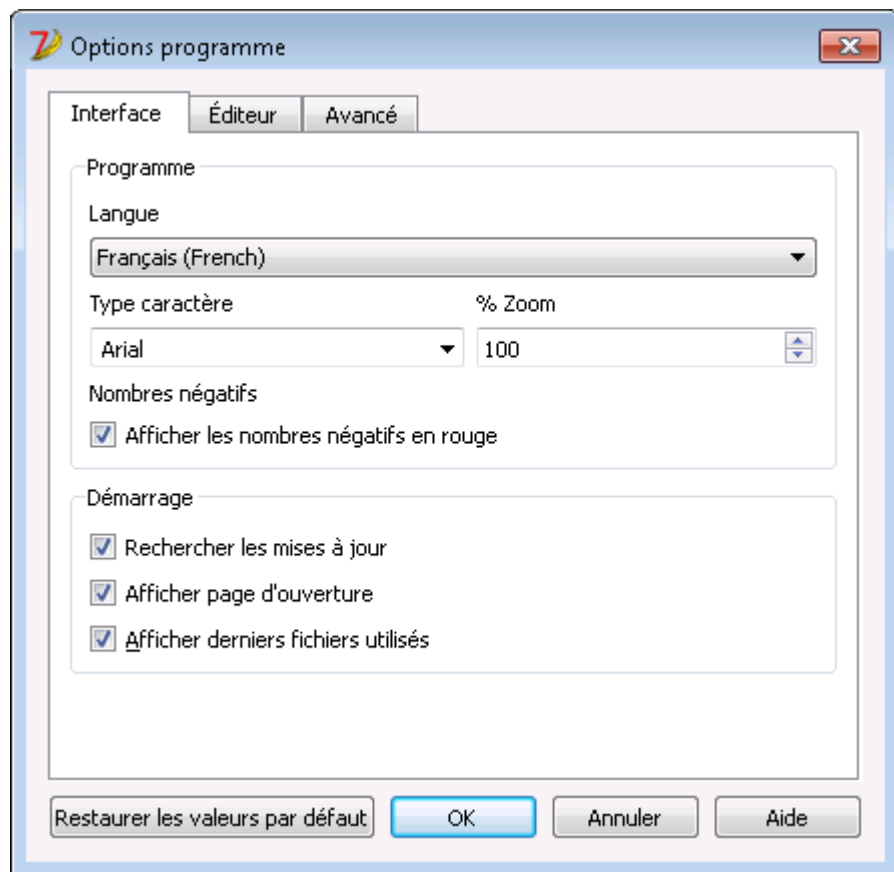 Options programme
Interface Éditeur Avancé
Programme
Langue
Français (French)
Type caractère % Zoom
Arial 100
Nombres négatifs
Afficher les nombres négatifs en rouge
Démarrage
Rechercher les mises à jour
Afficher page d'ouverture
Afficher derniers fichiers utilisés
Restaurer les valeurs par défaut OK Annuler Aide